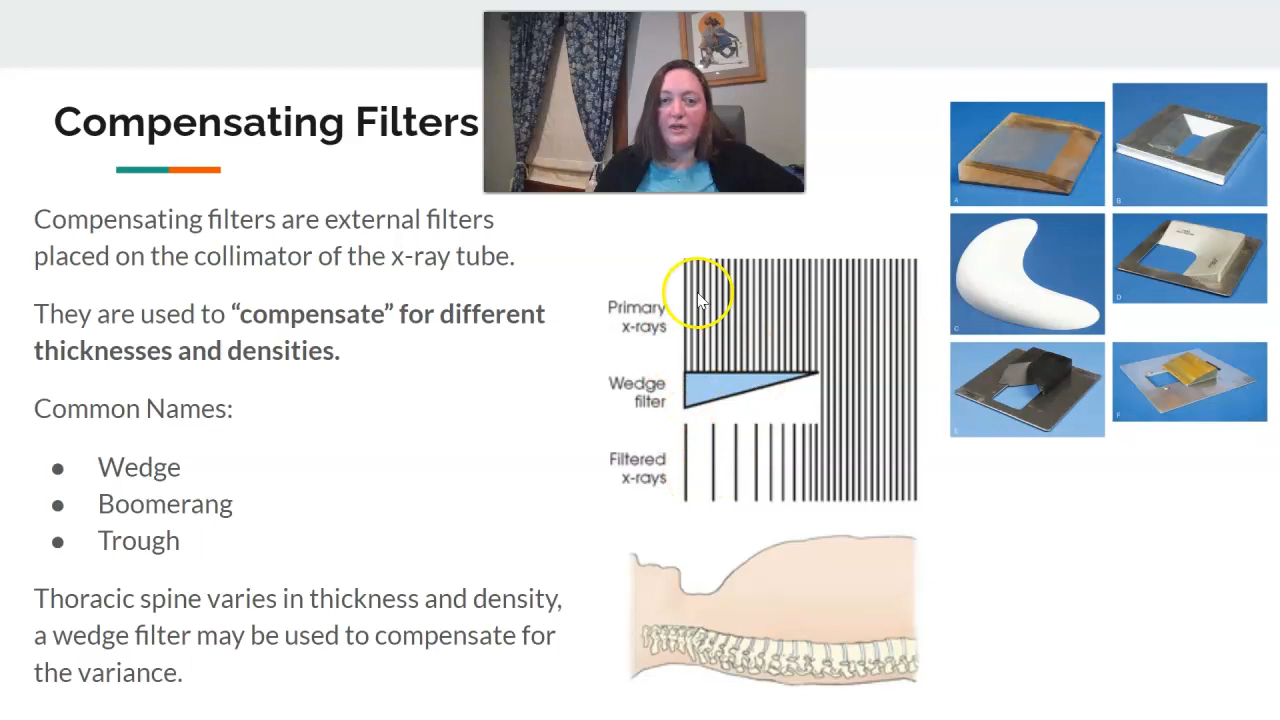 Compensating Filters
Compensating filters are external filters
placed on the collimator of the x-ray tube.
They are used to “compensate” for different
thicknesses and densities.
Common Names:
● Wedge
● Boomerang
● Trough
Thoracic spine varies in thickness and density,
a wedge filter may be used to compensate for
the variance.
Primary
x-rays
Wedge
filter
Filtered
x-rays
A
B
C
D
E
F